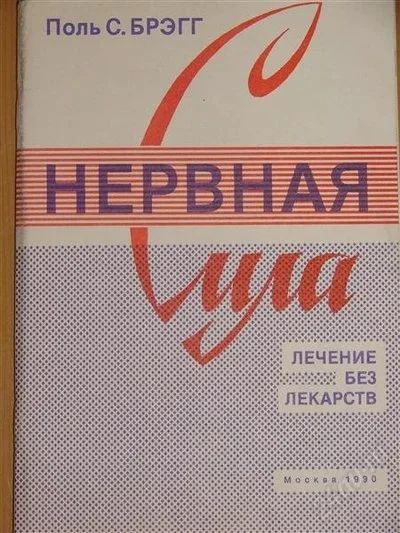 Поль С. БРЭГГ
НЕРВНАЯ
Сила
ЛЕЧЕНИЕ
БЕЗ
ЛЕКАРСТВ
Москва 1990